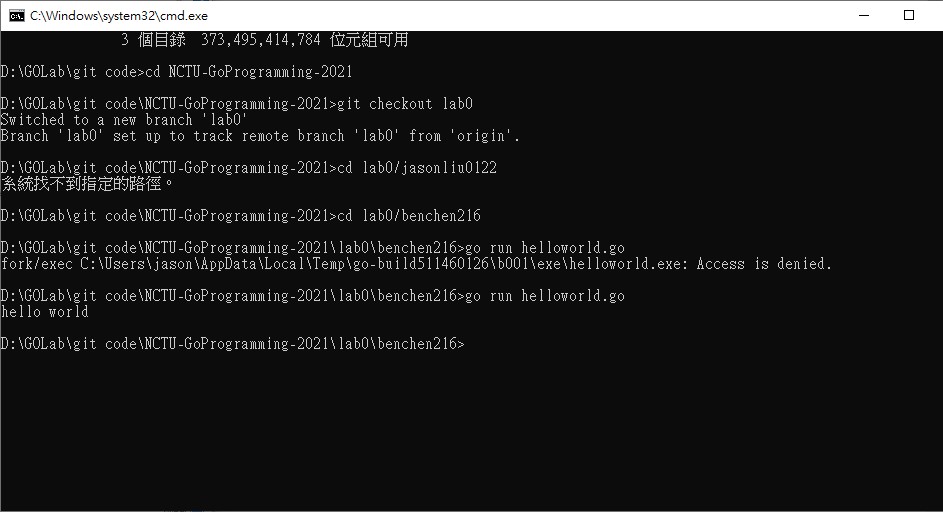 C:\Windows\system32\cmd.exe
3 個目錄  373,495,414,784 位元組可用
D:\GOLab\git code>cd NCTU-GoProgramming-2021
D:\GOLab\git code\NCTU-GoProgramming-2021>git checkout lab0
Switched to a new branch 'lab0'
Branch 'lab0' set up to track remote branch 'lab0' from 'origin'.
D:\GOLab\git code\NCTU-GoProgramming-2021>cd lab0/jasonliu0122
系統找不到指定的路徑。
D:\GOLab\git code\NCTU-GoProgramming-2021>cd lab0/benchen216
D:\GOLab\git code\NCTU-GoProgramming-2021\lab0\benchen216>go run helloworld.go
fork/exec C:\Users\jason\AppData\Local\Temp\go-build511460126\b001\exe\helloworld.exe: Access is denied.
D:\GOLab\git code\NCTU-GoProgramming-2021\lab0\benchen216>go run helloworld.go
hello world
D:\GOLab\git code\NCTU-GoProgramming-2021\lab0\benchen216>